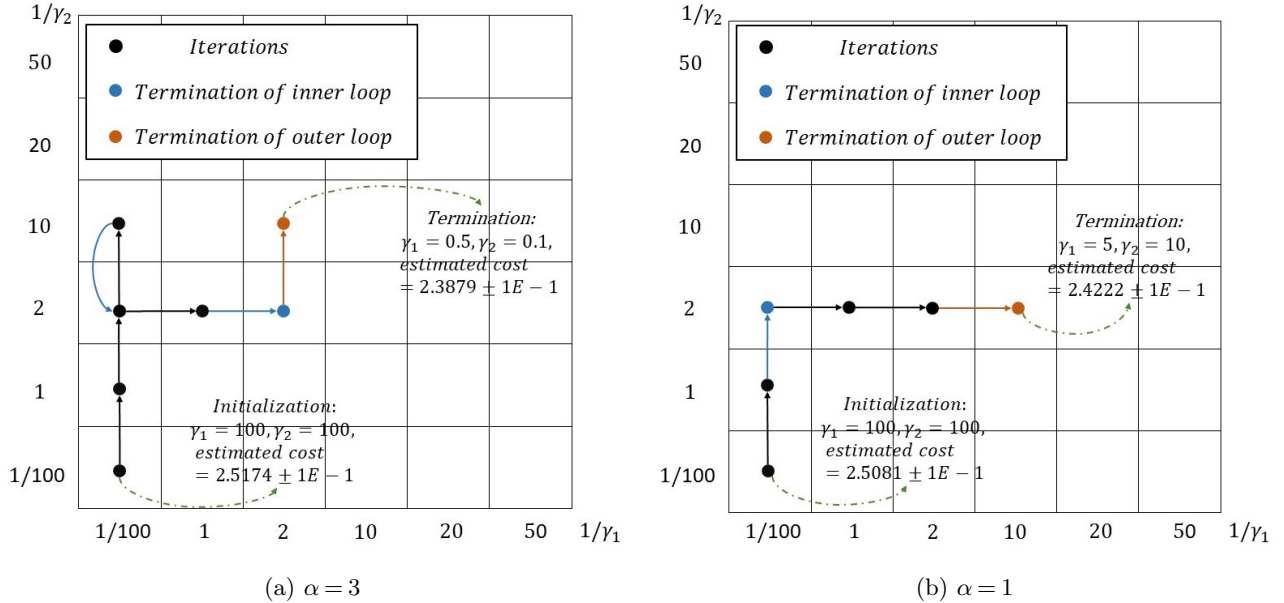 1/γ₂
50
20
10
2
1
1/100
Iterations
Termination of inner loop
Termination of outer loop
Termination:
γ₁ = 0.5, γ₂ = 0.1,
estimated cost
= 2.3879 ± 1E − 1
Initialization:
γ₁ = 100, γ₂ = 100,
estimated cost
= 2.5174 ± 1E − 1
1/100 1 2 10 20 50 1/γ₁
(a) α = 3
1/γ₂
50
20
10
2
1
1/100
Iterations
Termination of inner loop
Termination of outer loop
Termination:
γ₁ = 5, γ₂ = 10,
estimated cost
= 2.4222 ± 1E − 1
Initialization:
γ₁ = 100, γ₂ = 100,
estimated cost
= 2.5081 ± 1E − 1
1/100 1 2 10 20 50 1/γ₁
(b) α = 1